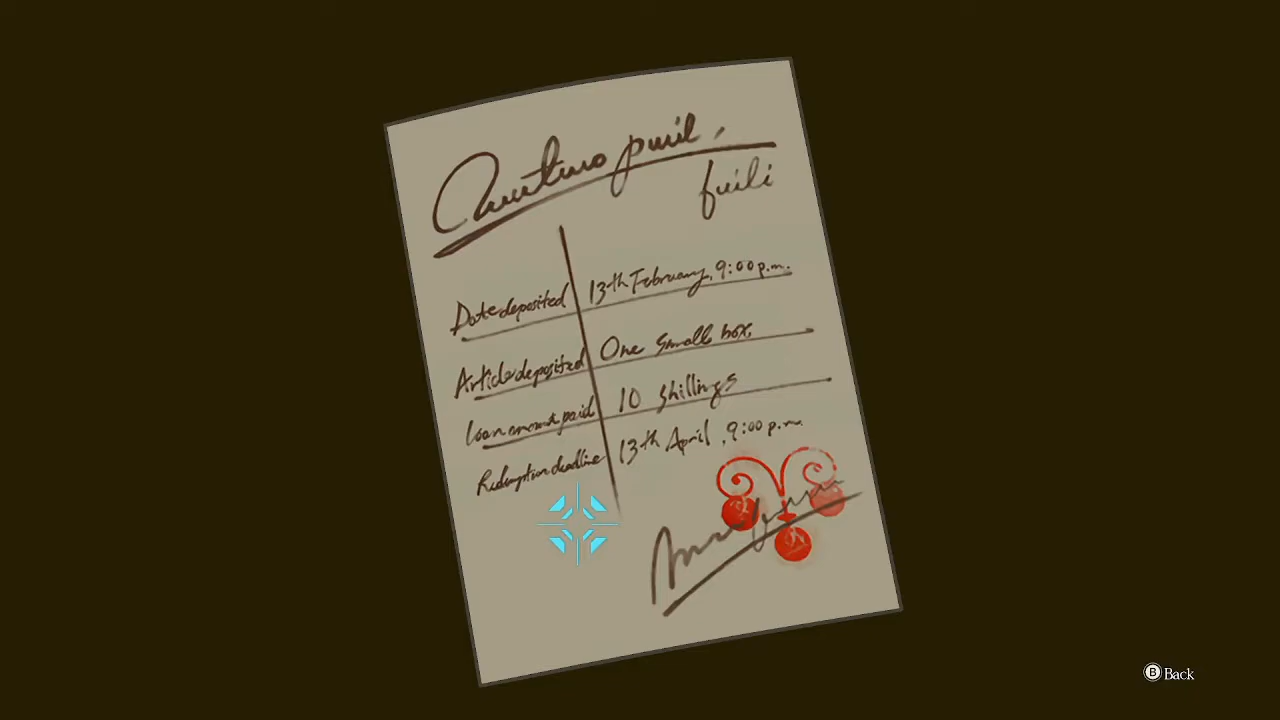 Date deposited 13th February, 9:00 p.m.
Article deposited One small box.
Loan amount paid 10 shillings
Redemption deadline 13th April, 9:00 p.m.
B Back